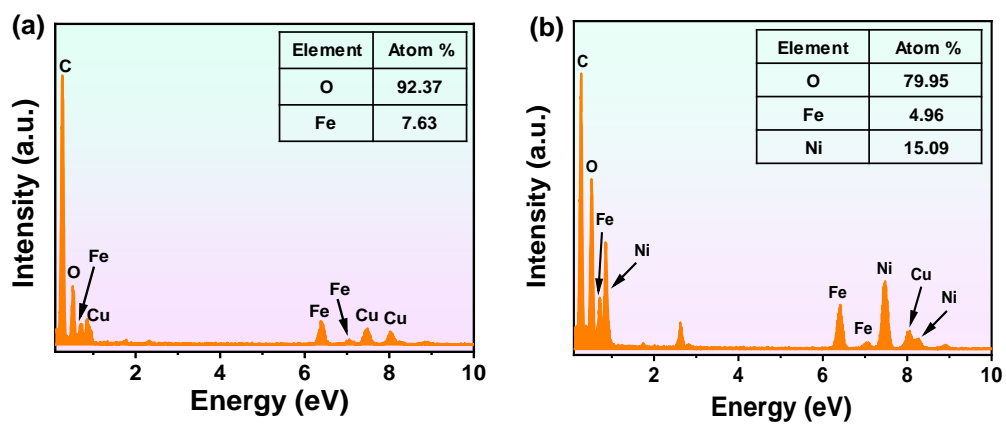 (a)
Element Atom %
O 92.37
Fe 7.63
C
O
Fe
Cu
Fe
Fe
Cu
Cu
Intensity (a.u.)
2 4 6 8 10
Energy (eV)
(b)
Element Atom %
O 79.95
Fe 4.96
Ni 15.09
C
O
Fe
Ni
Fe
Fe
Ni
Cu
Ni
Intensity (a.u.)
2 4 6 8 10
Energy (eV)